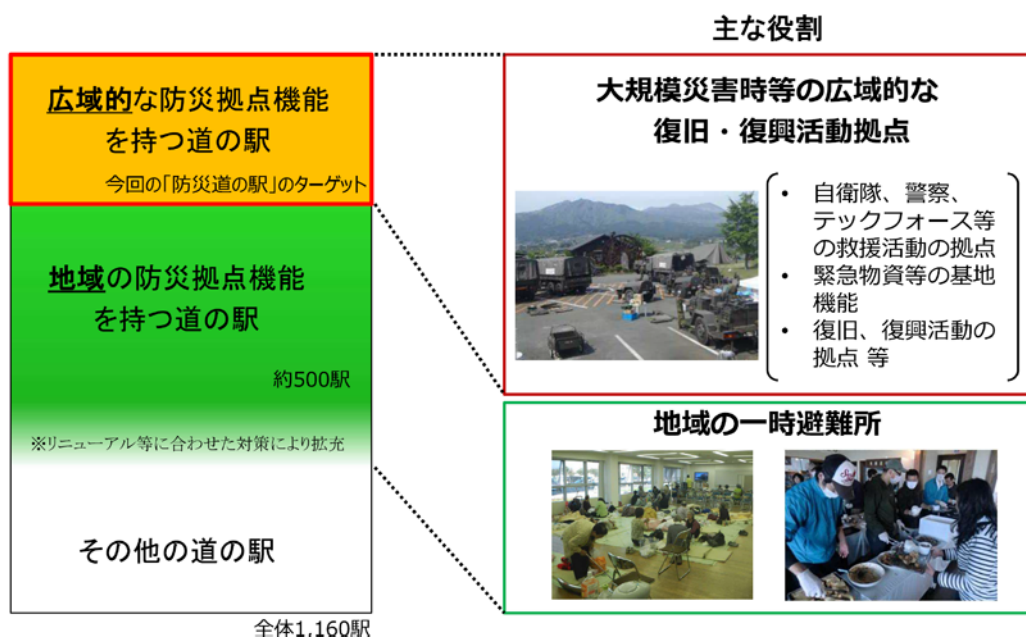 主な役割
広域的な防災拠点機能
を持つ道の駅
今回の「防災道の駅」のターゲット
地域の防災拠点機能
を持つ道の駅
約500駅
※リニューアル等に合わせた対策により拡充
その他の道の駅
全体1,160駅
大規模災害時等の広域的な
復旧・復興活動拠点
• 自衛隊、警察、
テックフォース等
の救援活動の拠点
• 緊急物資等の基地
機能
• 復旧、復興活動の
拠点 等
地域の一時避難所